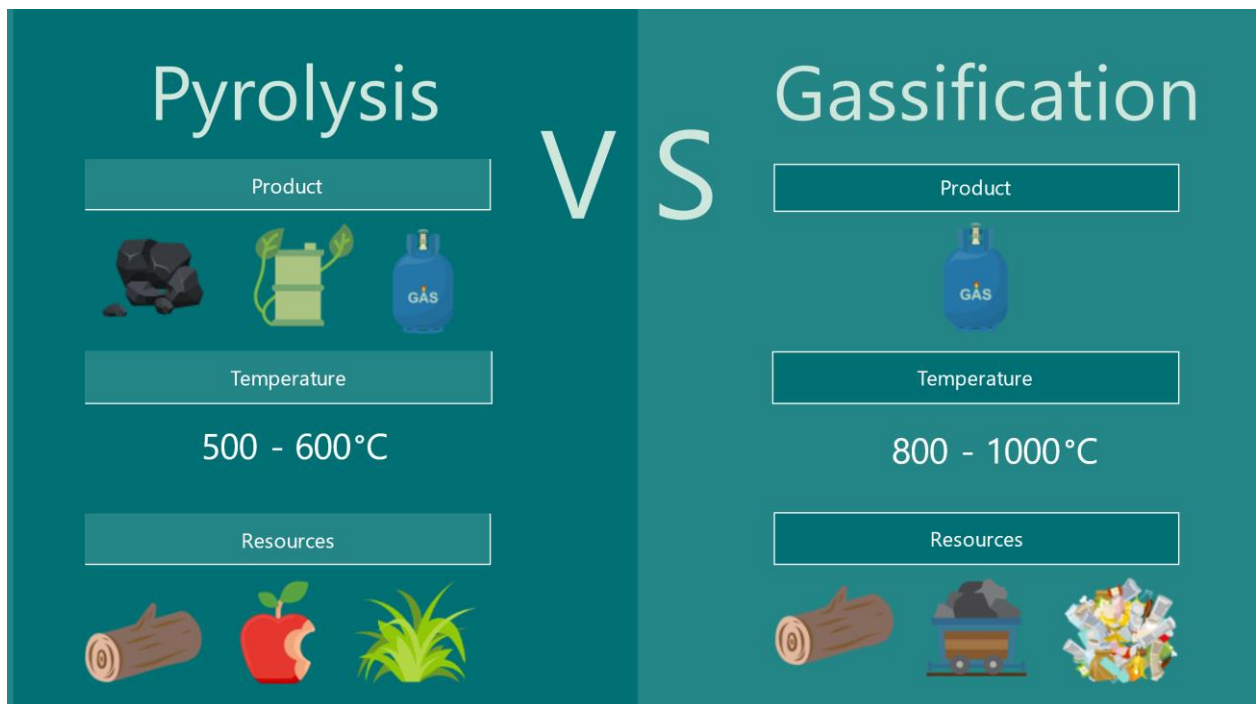 Pyrolysis
Product
GAS
Temperature
500 - 600°C
Resources
VS
Gassification
Product
GAS
Temperature
800 - 1000°C
Resources